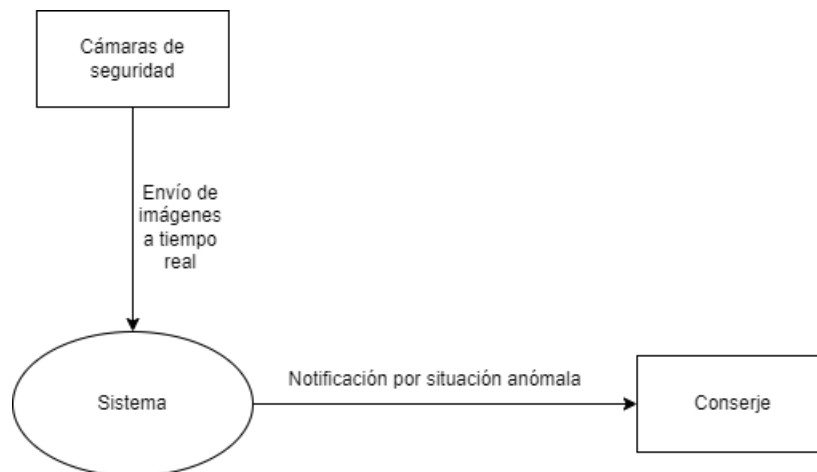 Cámaras de
seguridad
Envío de
imágenes
a tiempo
real
Notificación por situación anómala
Sistema
Conserje